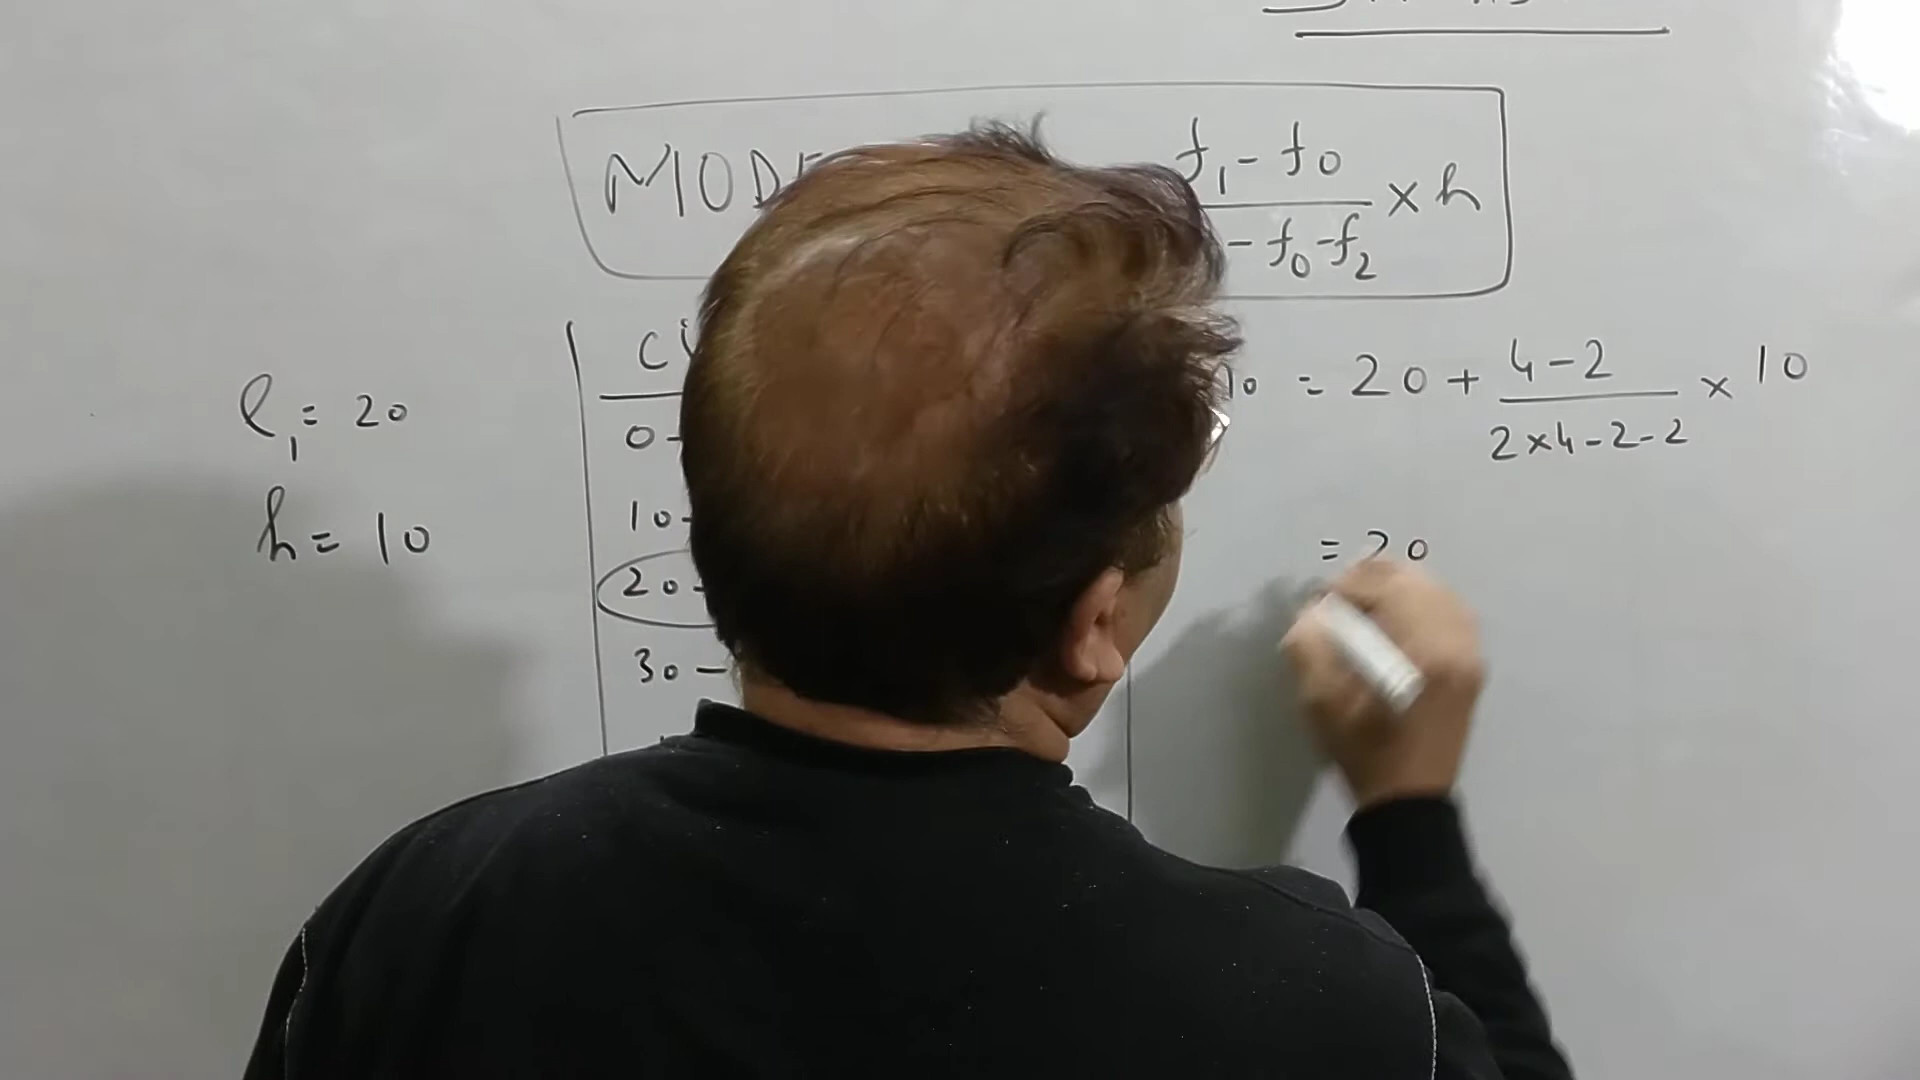 MODE
f₁ - f₀
- f₀ - f₂
× h
l₁ = 20
h = 10
0 -
10 -
20 -
30 -
= 20 + 4 - 2 / 2×4 - 2 - 2 × 10
= 20